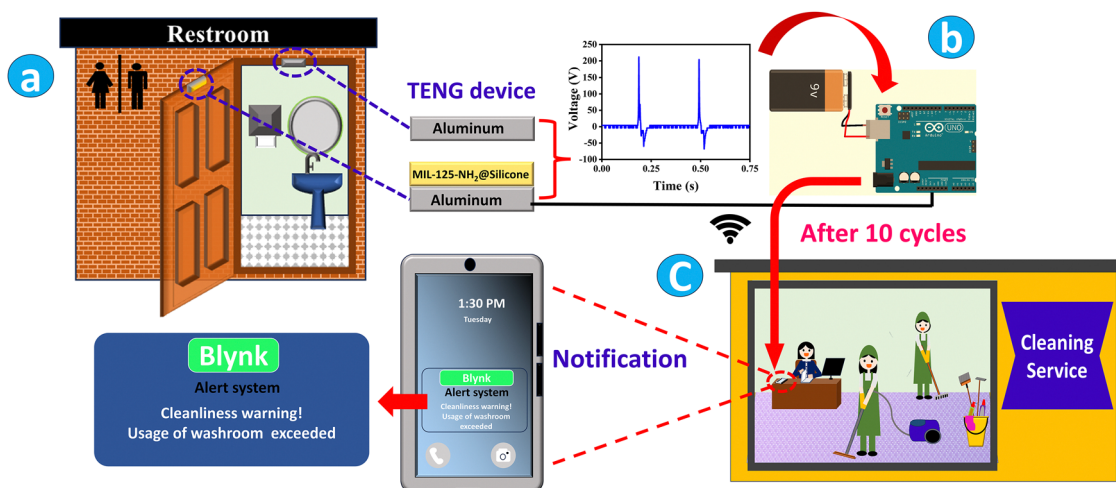 Restroom
a
TENG device
Aluminum
MIL-125-NH₂@Silicone
Aluminum
Voltage (V)
250
200
150
100
50
0
-50
-100
0.00
0.25
0.50
0.75
Time (s)
b
9v
UNO
After 10 cycles
C
Cleaning
Service
Notification
1:30 PM
Tuesday
Blynk
Alert system
Cleanliness warning!
Usage of washroom
exceeded
Blynk
Alert system
Cleanliness warning!
Usage of washroom exceeded